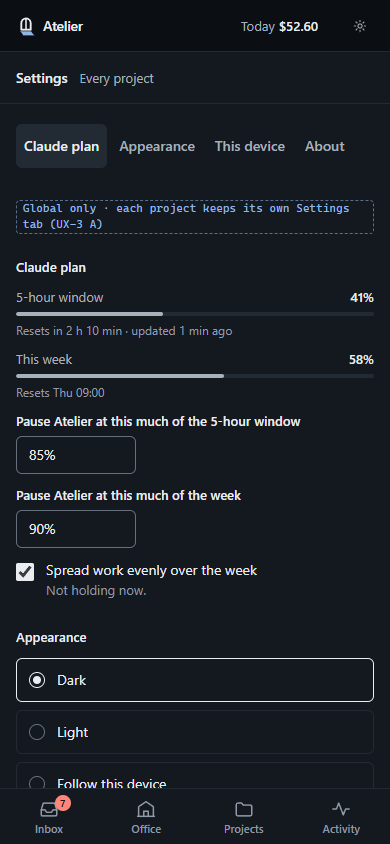 Atelier
Today $52.60
Settings Every project
Claude plan Appearance This device About
Global only · each project keeps its own Settings
tab (UX-3 A)
Claude plan
5-hour window 41%
Resets in 2 h 10 min · updated 1 min ago
This week 58%
Resets Thu 09:00
Pause Atelier at this much of the 5-hour window
85%
Pause Atelier at this much of the week
90%
Spread work evenly over the week
Not holding now.
Appearance
Dark
Light
Follow this device
7
Inbox Office Projects Activity